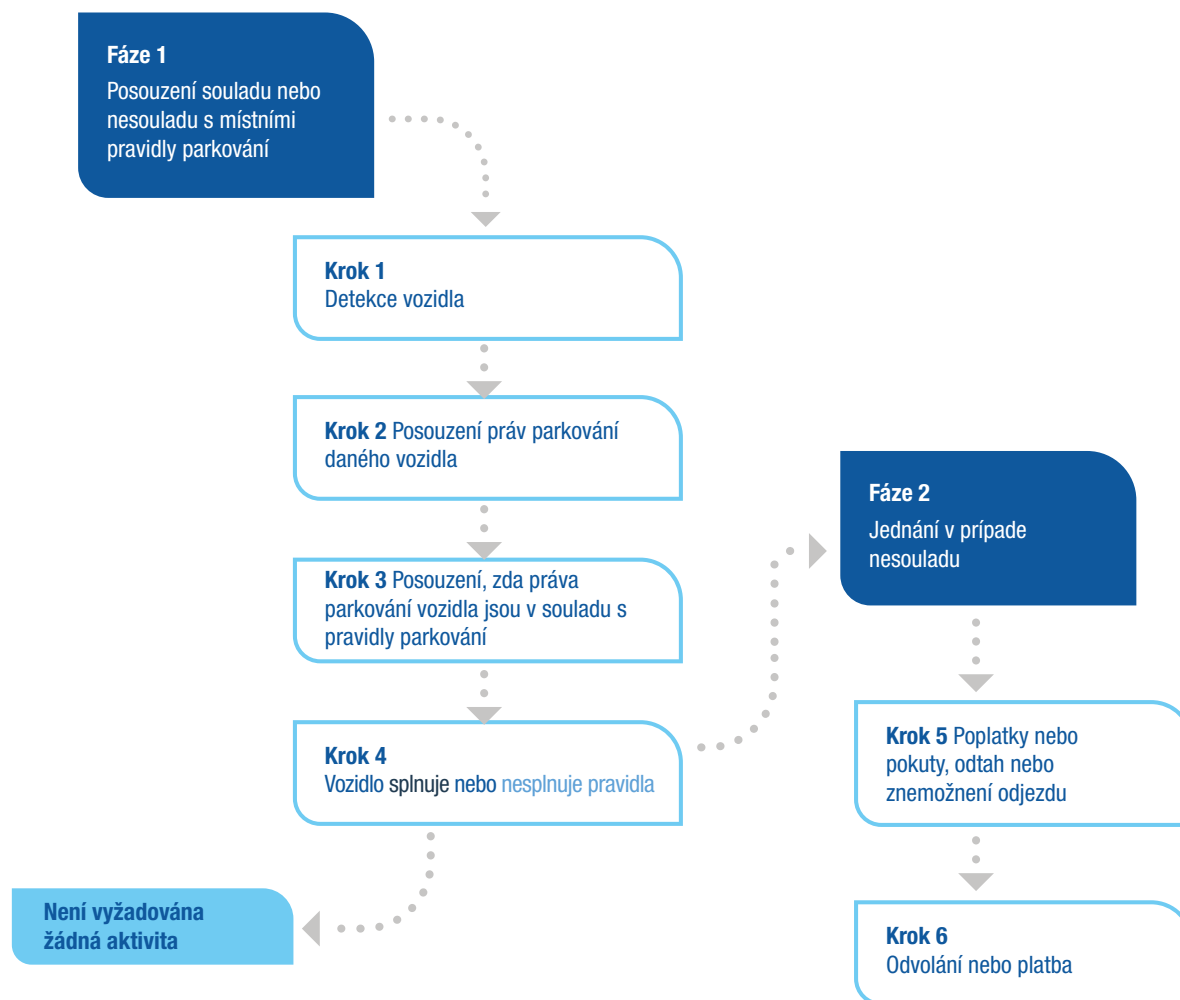 Fáze 1
Posouzení souladu nebo
nesouladu s místními
pravidly parkování
Krok 1
Detekce vozidla
Krok 2 Posouzení práv parkování
daného vozidla
Krok 3 Posouzení, zda práva
parkování vozidla jsou v souladu s
pravidly parkování
Krok 4
Vozidlo splnuje nebo nesplnuje pravidla
Není vyžadována
žádná aktivita
Fáze 2
Jednání v prípade
nesouladu
Krok 5 Poplatky nebo
pokuty, odtah nebo
znemožnení odjezdu
Krok 6
Odvolání nebo platba